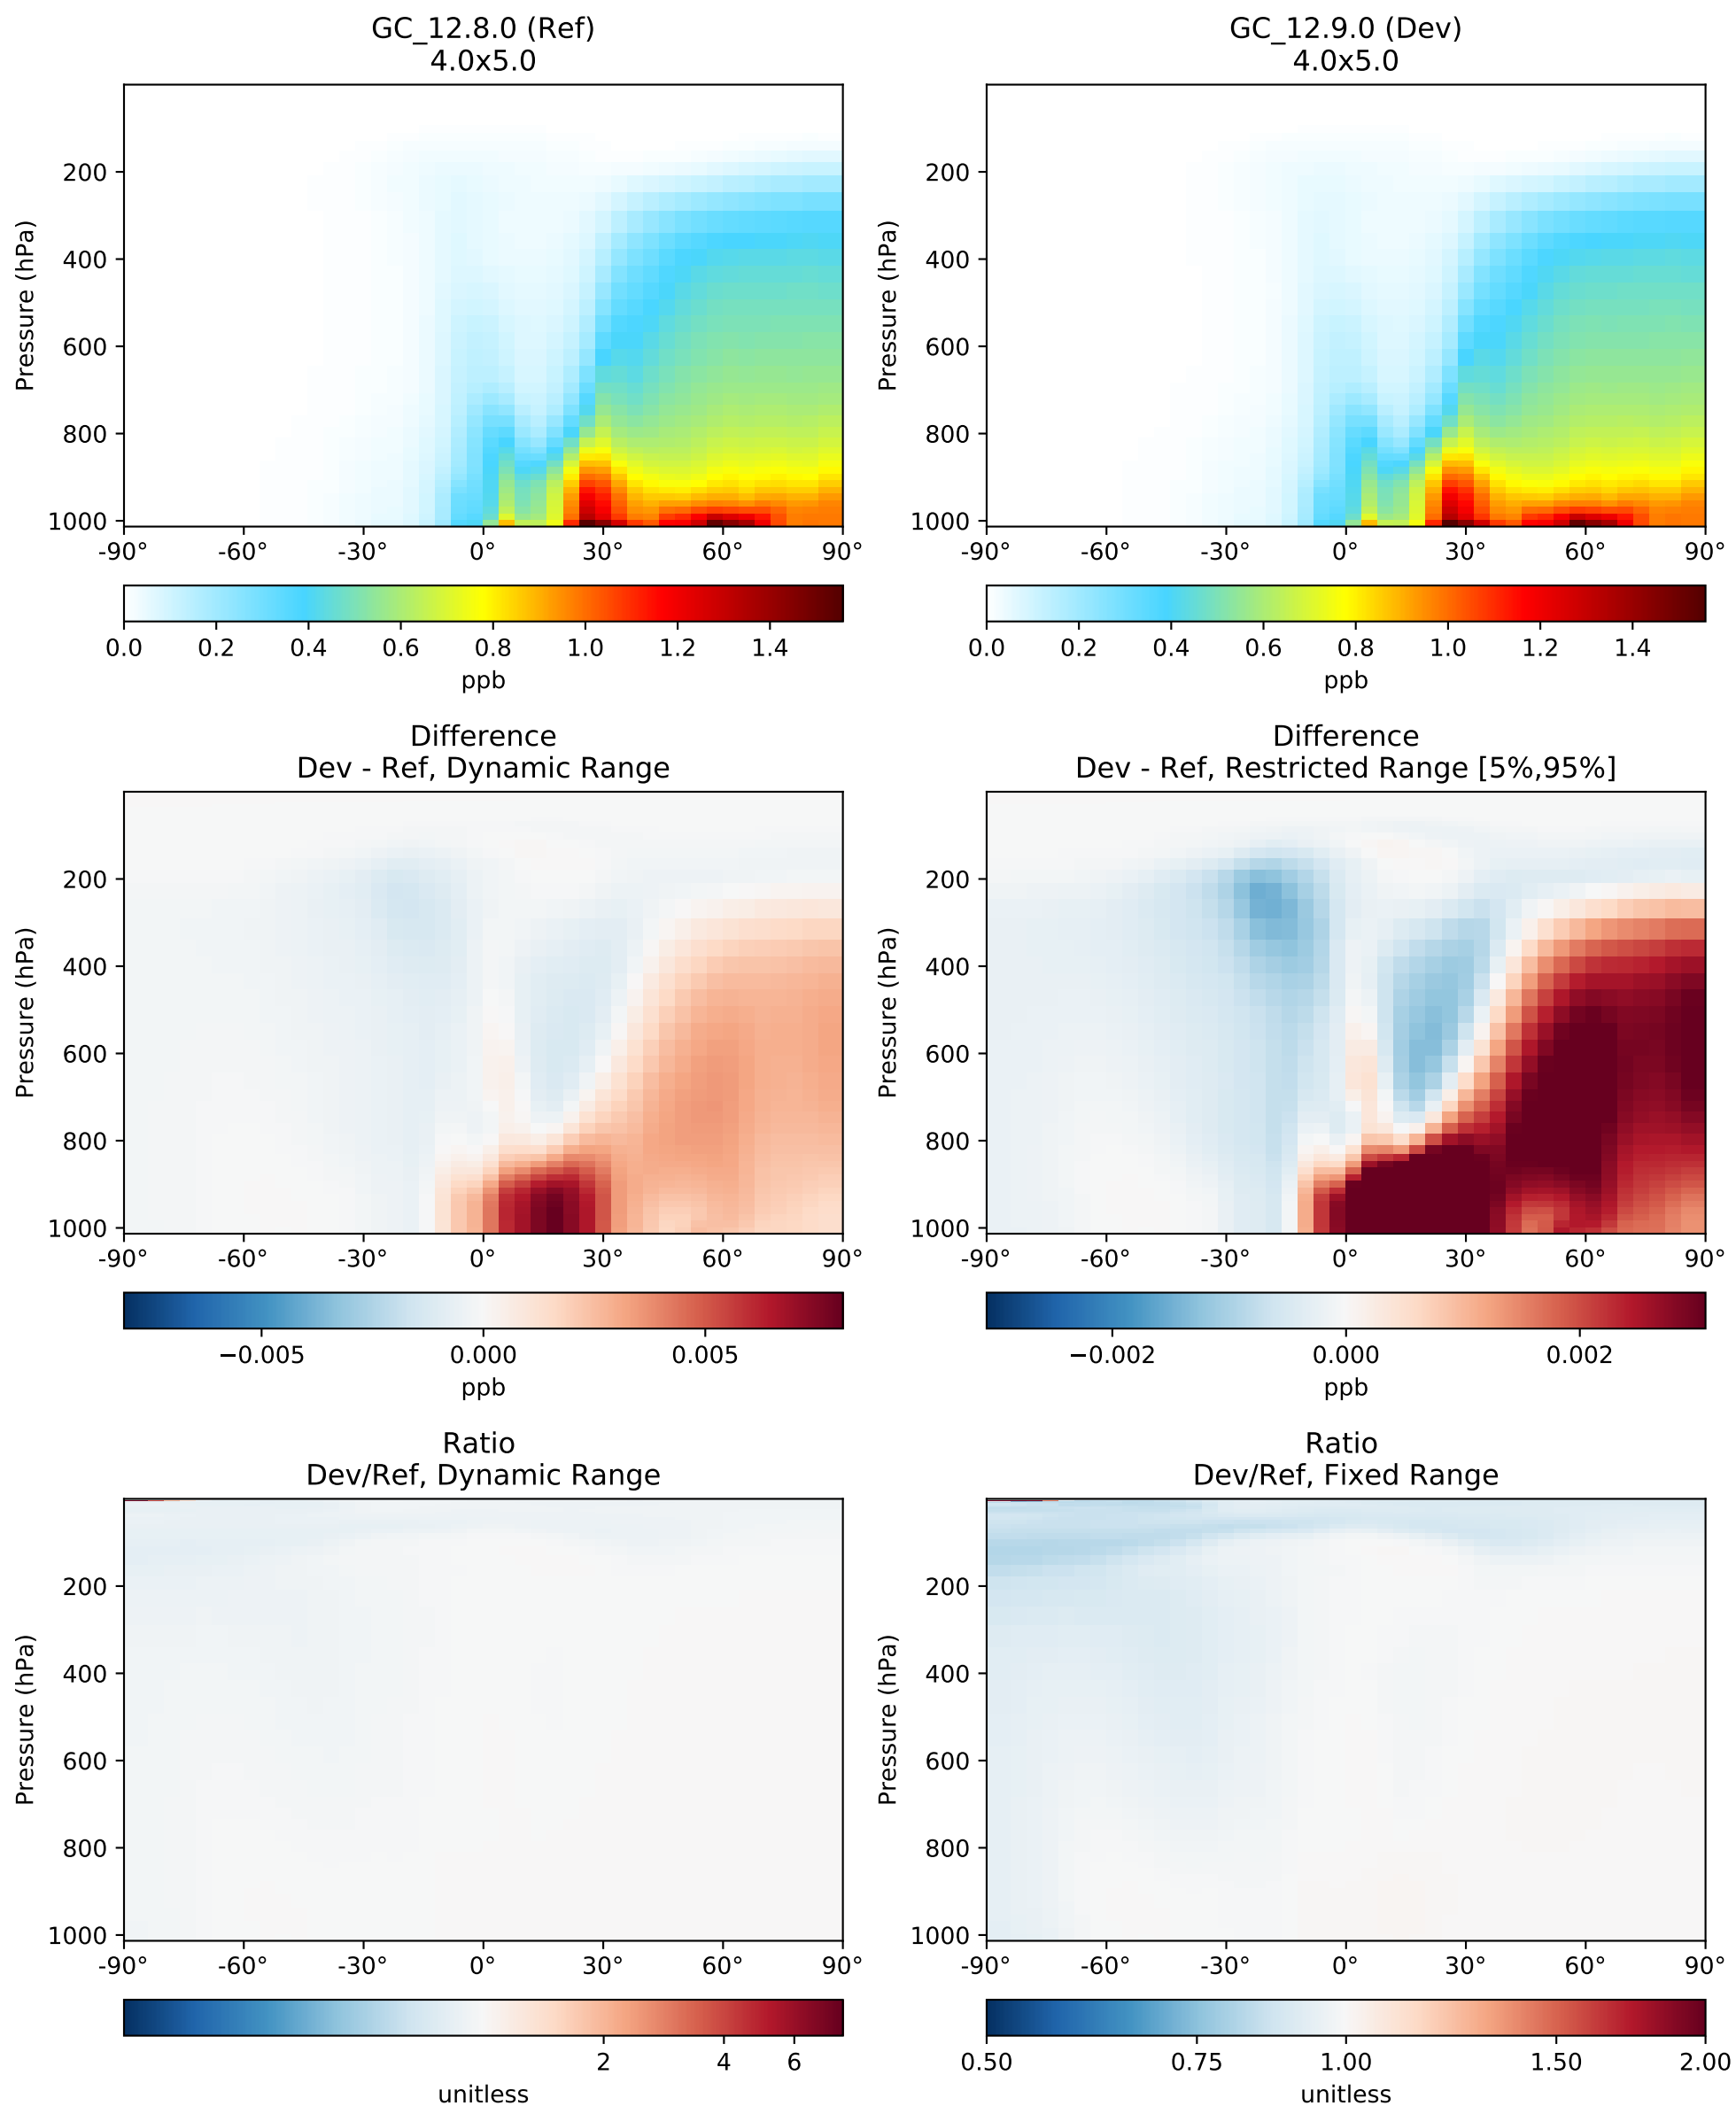 GC_12.8.0 (Ref)
4.0x5.0
Pressure (hPa)
200
400
600
800
1000
-90° -60° -30° 0° 30° 60° 90°
0.0 0.2 0.4 0.6 0.8 1.0 1.2 1.4
ppb
GC_12.9.0 (Dev)
4.0x5.0
Pressure (hPa)
200
400
600
800
1000
-90° -60° -30° 0° 30° 60° 90°
0.0 0.2 0.4 0.6 0.8 1.0 1.2 1.4
ppb
Difference
Dev - Ref, Dynamic Range
Pressure (hPa)
200
400
600
800
1000
-90° -60° -30° 0° 30° 60° 90°
−0.005 0.000 0.005
ppb
Difference
Dev - Ref, Restricted Range [5%,95%]
Pressure (hPa)
200
400
600
800
1000
-90° -60° -30° 0° 30° 60° 90°
−0.002 0.000 0.002
ppb
Ratio
Dev/Ref, Dynamic Range
Pressure (hPa)
200
400
600
800
1000
-90° -60° -30° 0° 30° 60° 90°
2 4 6
unitless
Ratio
Dev/Ref, Fixed Range
Pressure (hPa)
200
400
600
800
1000
-90° -60° -30° 0° 30° 60° 90°
0.50 0.75 1.00 1.50 2.00
unitless